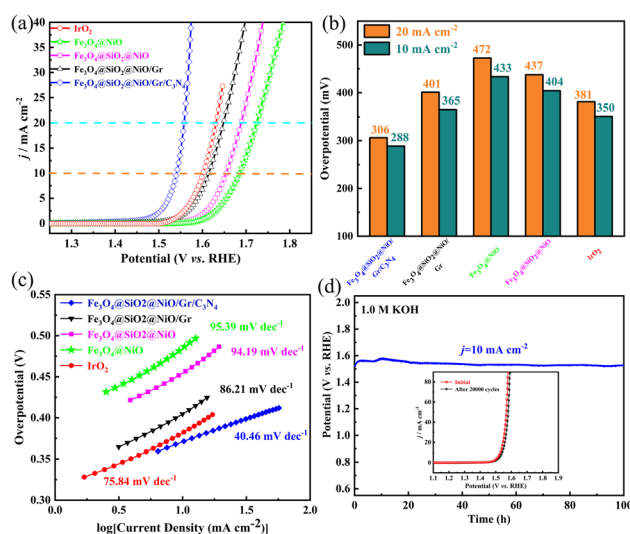 (a)
IrO₂
Fe₃O₄@NiO
Fe₃O₄@SiO₂@NiO
Fe₃O₄@SiO₂@NiO/Gr
Fe₃O₄@SiO₂@NiO/Gr/C₃N₄
j / mA cm⁻²
40
35
30
25
20
15
10
5
0
1.3 1.4 1.5 1.6 1.7 1.8
Potential (V vs. RHE)
(b)
20 mA cm⁻²
10 mA cm⁻²
Overpotential (mV)
500
400
300
200
100
306
288
401
365
472
433
437
404
381
350
Fe₃O₄@SiO₂@NiO/
Gr/C₃N₄
Fe₃O₄@SiO₂@NiO/
Gr
Fe₃O₄@NiO
Fe₃O₄@SiO₂@NiO
IrO₂
(c)
Fe₃O₄@SiO2@NiO/Gr/C₃N₄
Fe₃O₄@SiO2@NiO/Gr
Fe₃O₄@SiO2@NiO
Fe₃O₄@NiO
IrO₂
Overpotential (V)
0.55
0.50
0.45
0.40
0.35
0.30
95.39 mV dec⁻¹
94.19 mV dec⁻¹
86.21 mV dec⁻¹
40.46 mV dec⁻¹
75.84 mV dec⁻¹
0.0 0.5 1.0 1.5 2.0
log[Current Density (mA cm⁻²)]
(d)
1.0 M KOH
j=10 mA cm⁻²
Potential (V vs. RHE)
2.0
1.8
1.6
1.4
1.2
1.0
0.8
0.6
0 20 40 60 80 100
Time (h)
Initial
After 20000 cycles
j / mA cm⁻²
80
60
40
20
0
1.1 1.2 1.3 1.4 1.5 1.6 1.7 1.8 1.9
Potential (V vs. RHE)